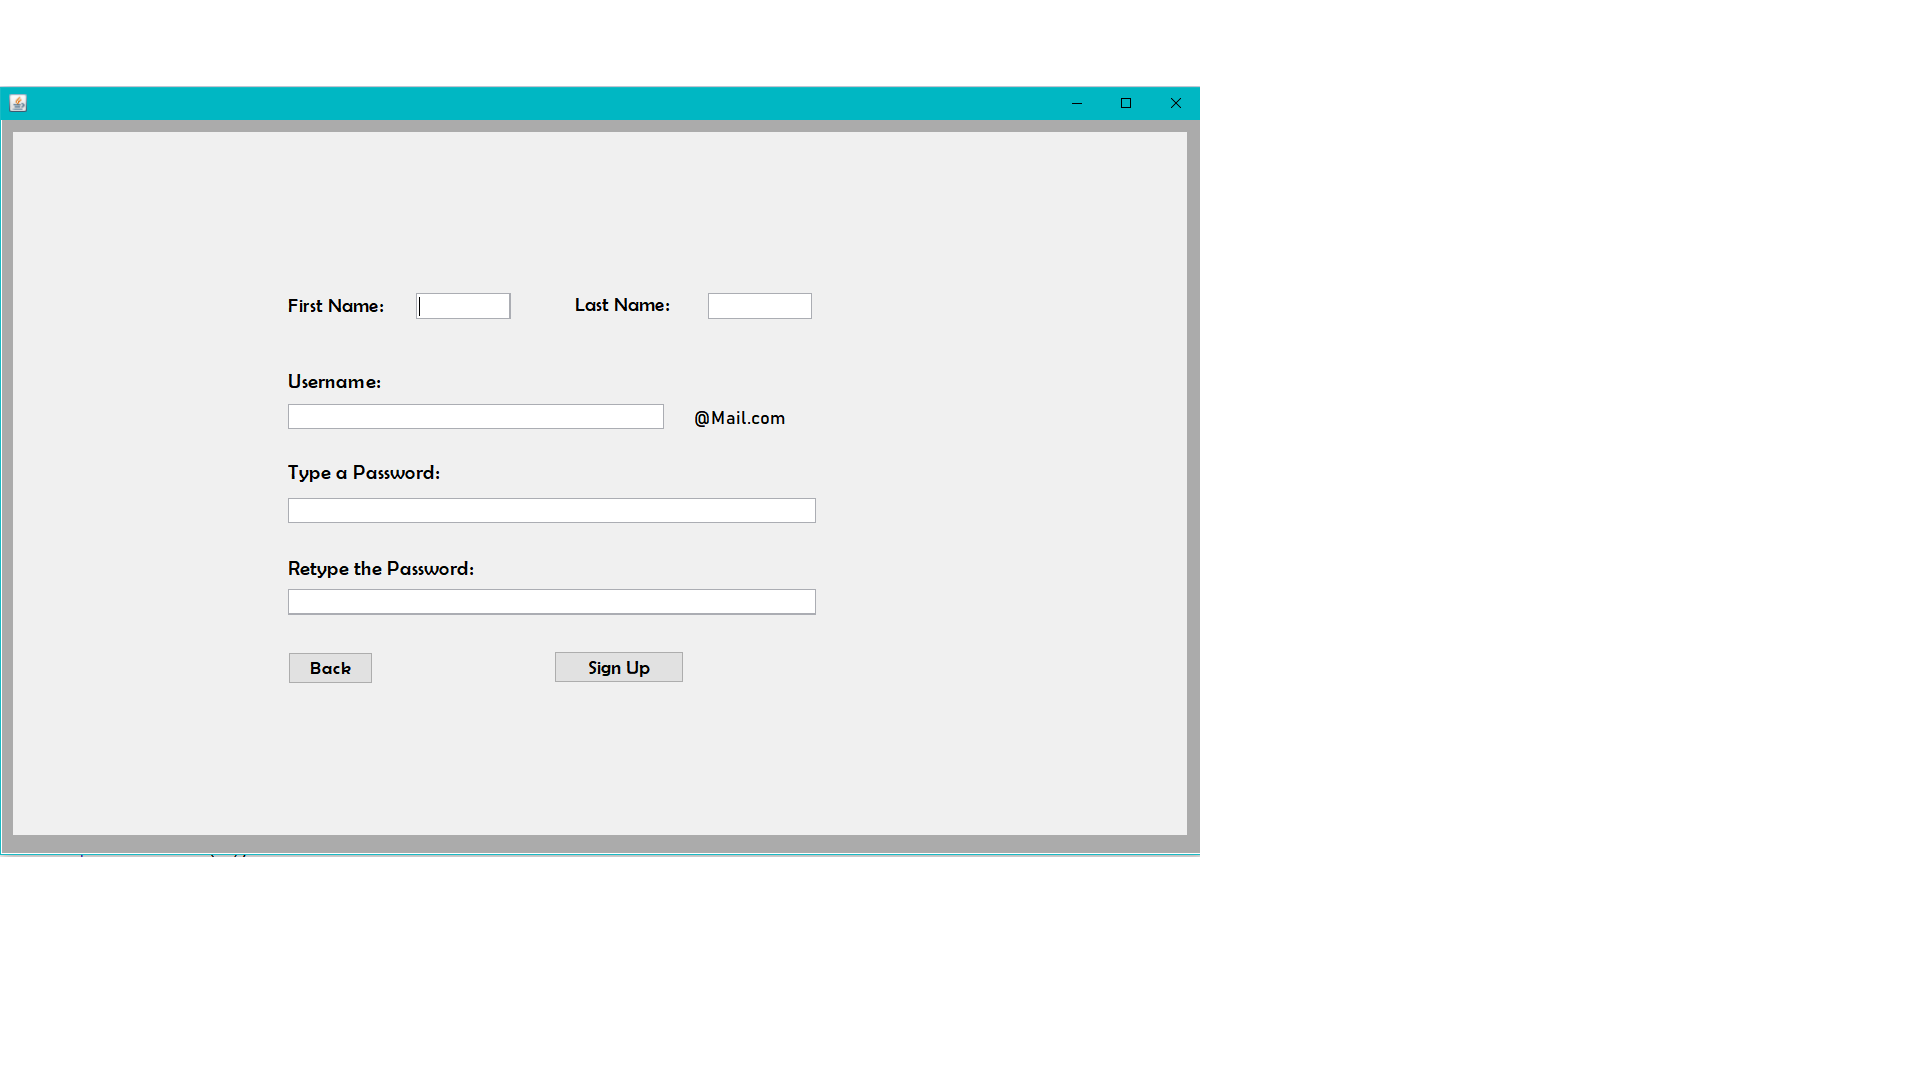 First Name: Last Name:
Username:
@Mail.com
Type a Password:
Retype the Password:
Back Sign Up